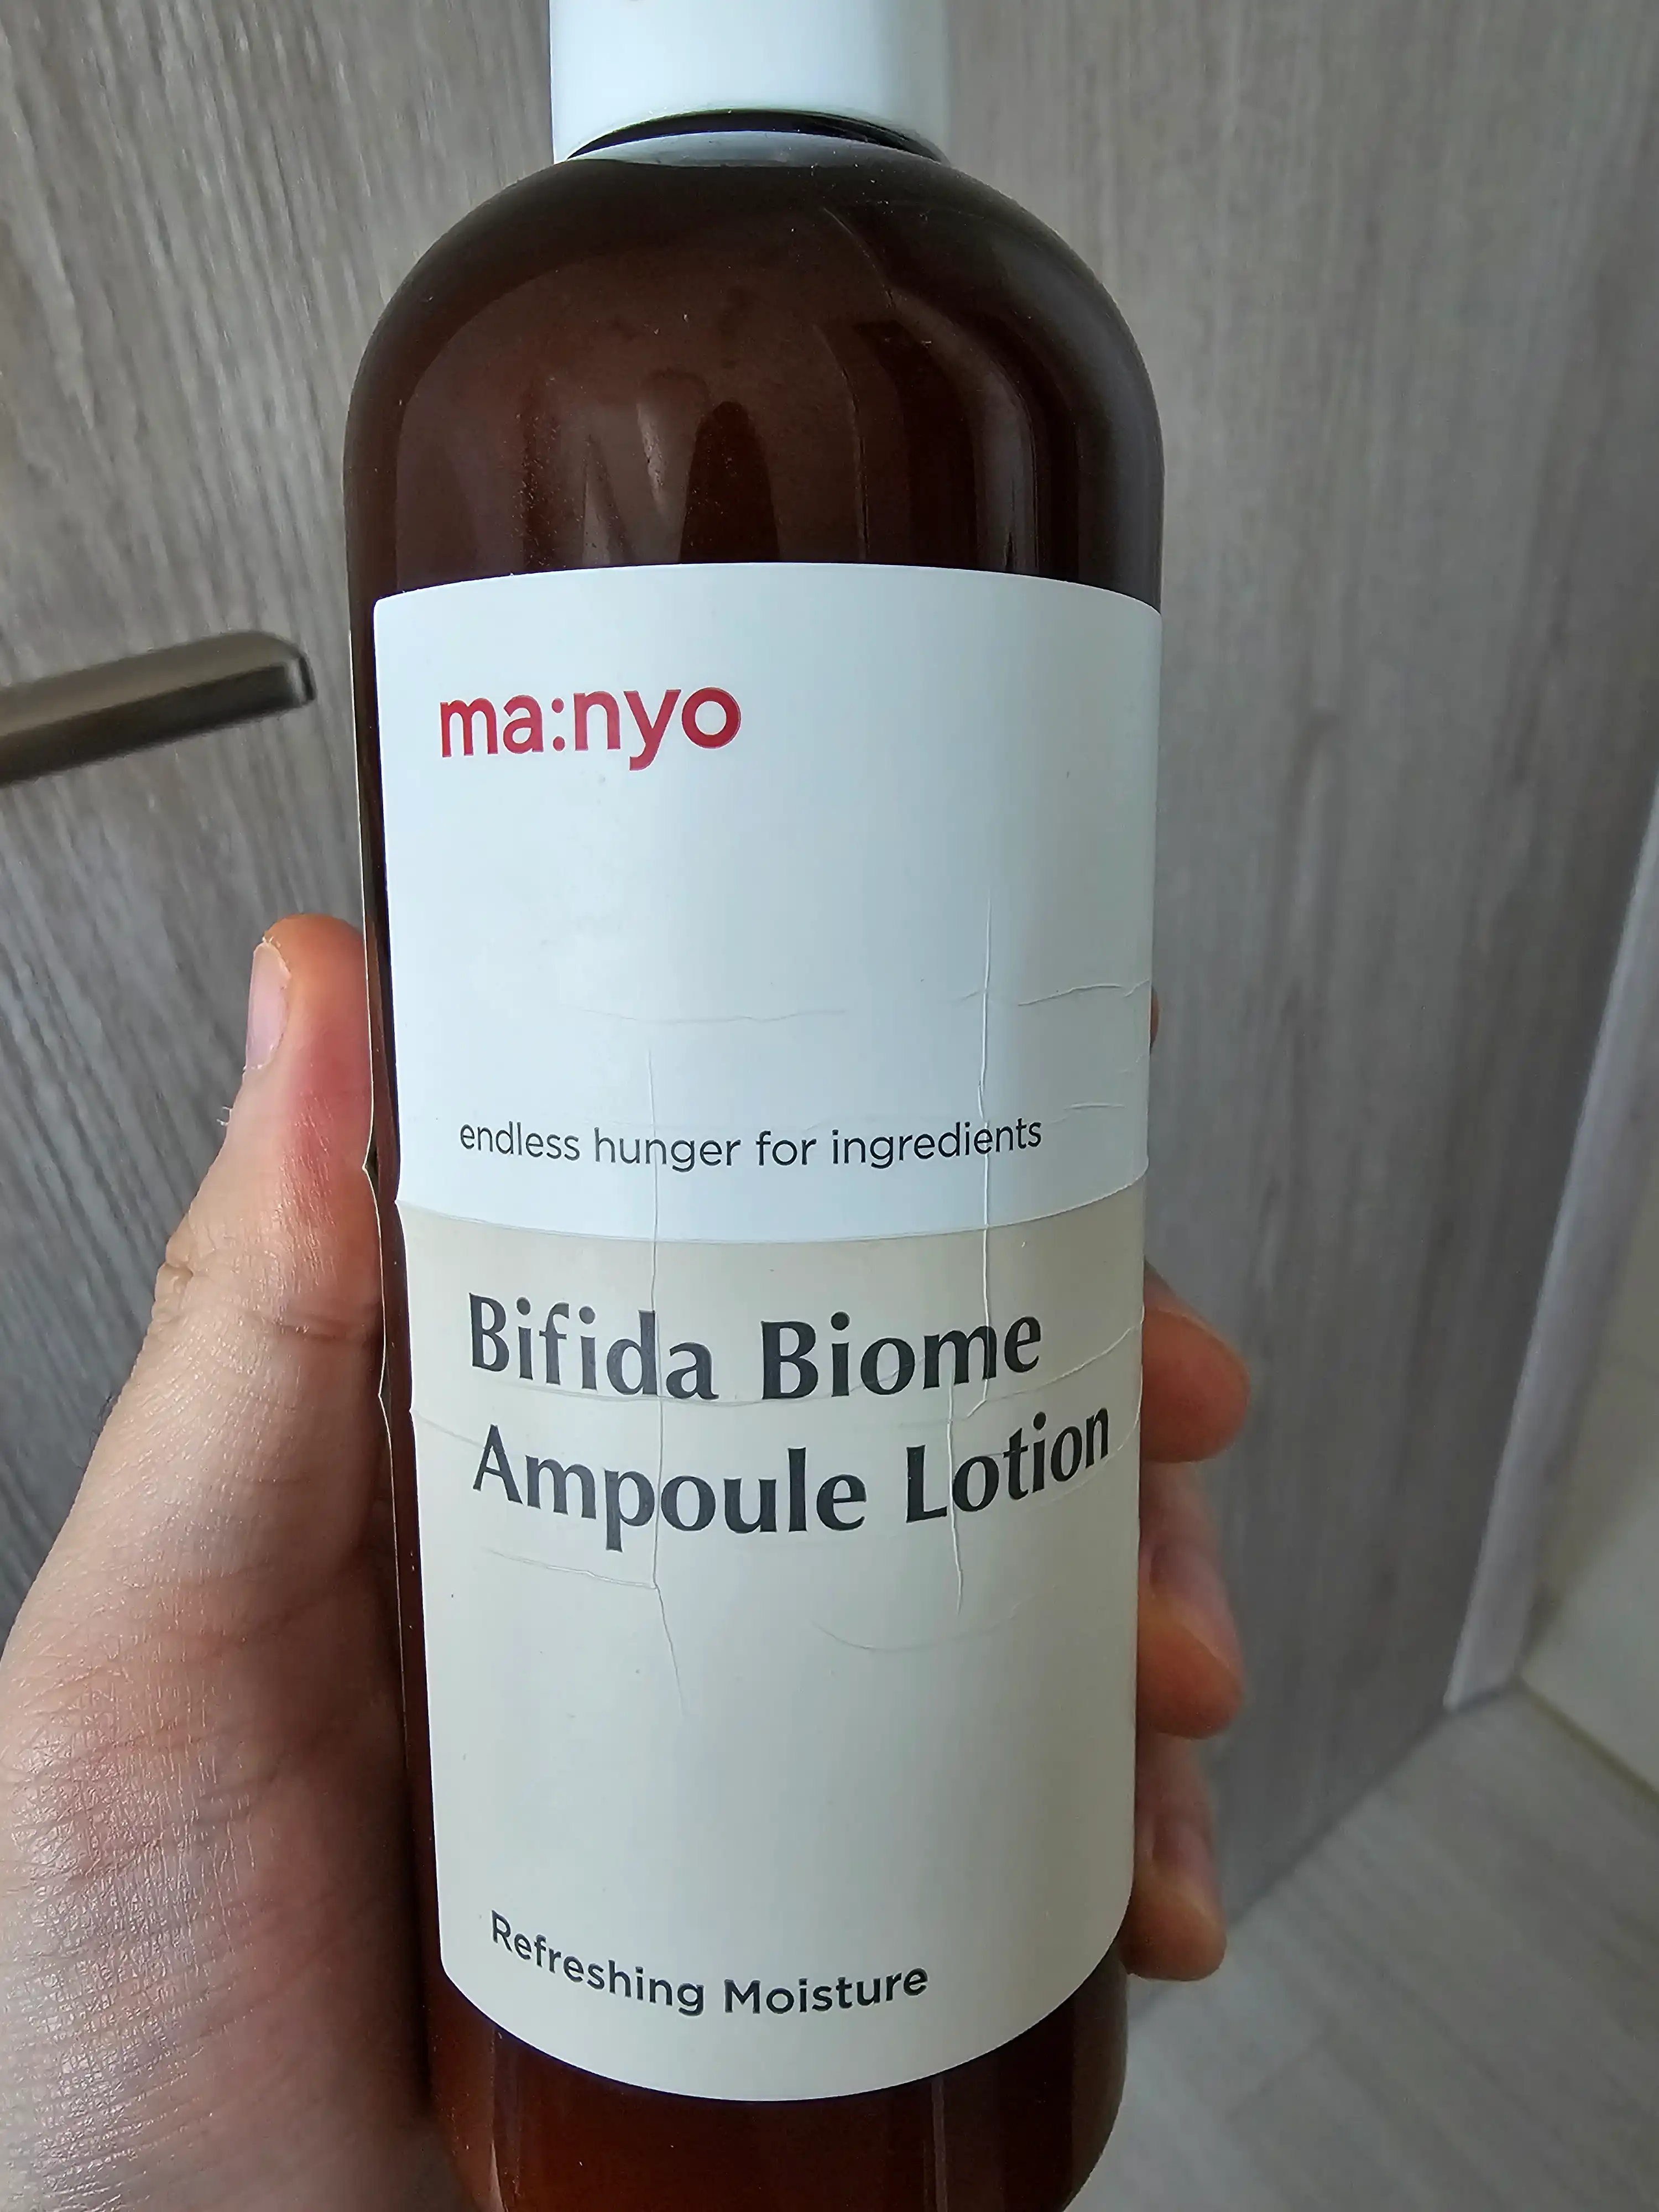 ma:nyo
endless hunger for ingredients
Bifida Biome
Ampoule Lotion
Refreshing Moisture